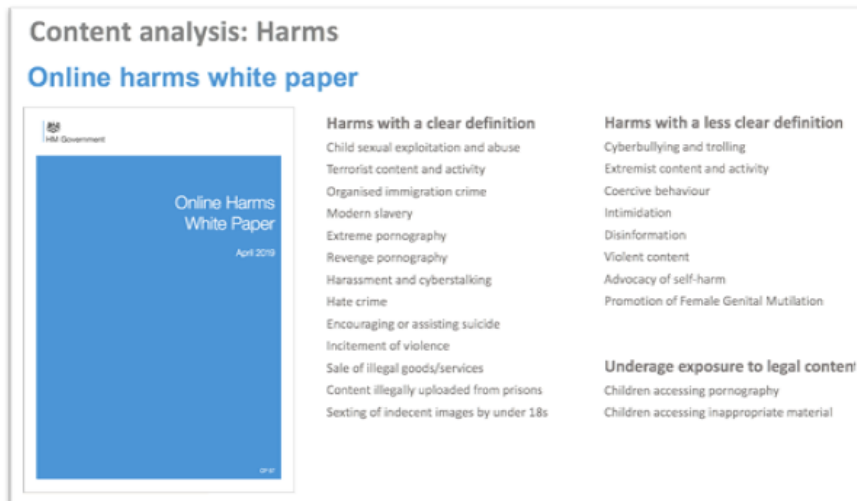 Content analysis: Harms
Online harms white paper
HM Government
Online Harms
White Paper
April 2019
CP 57
Harms with a clear definition
Child sexual exploitation and abuse
Terrorist content and activity
Organised immigration crime
Modern slavery
Extreme pornography
Revenge pornography
Harassment and cyberstalking
Hate crime
Encouraging or assisting suicide
Incitement of violence
Sale of illegal goods/services
Content illegally uploaded from prisons
Sexting of indecent images by under 18s
Harms with a less clear definition
Cyberbullying and trolling
Extremist content and activity
Coercive behaviour
Intimidation
Disinformation
Violent content
Advocacy of self-harm
Promotion of Female Genital Mutilation
Underage exposure to legal content
Children accessing pornography
Children accessing inappropriate material